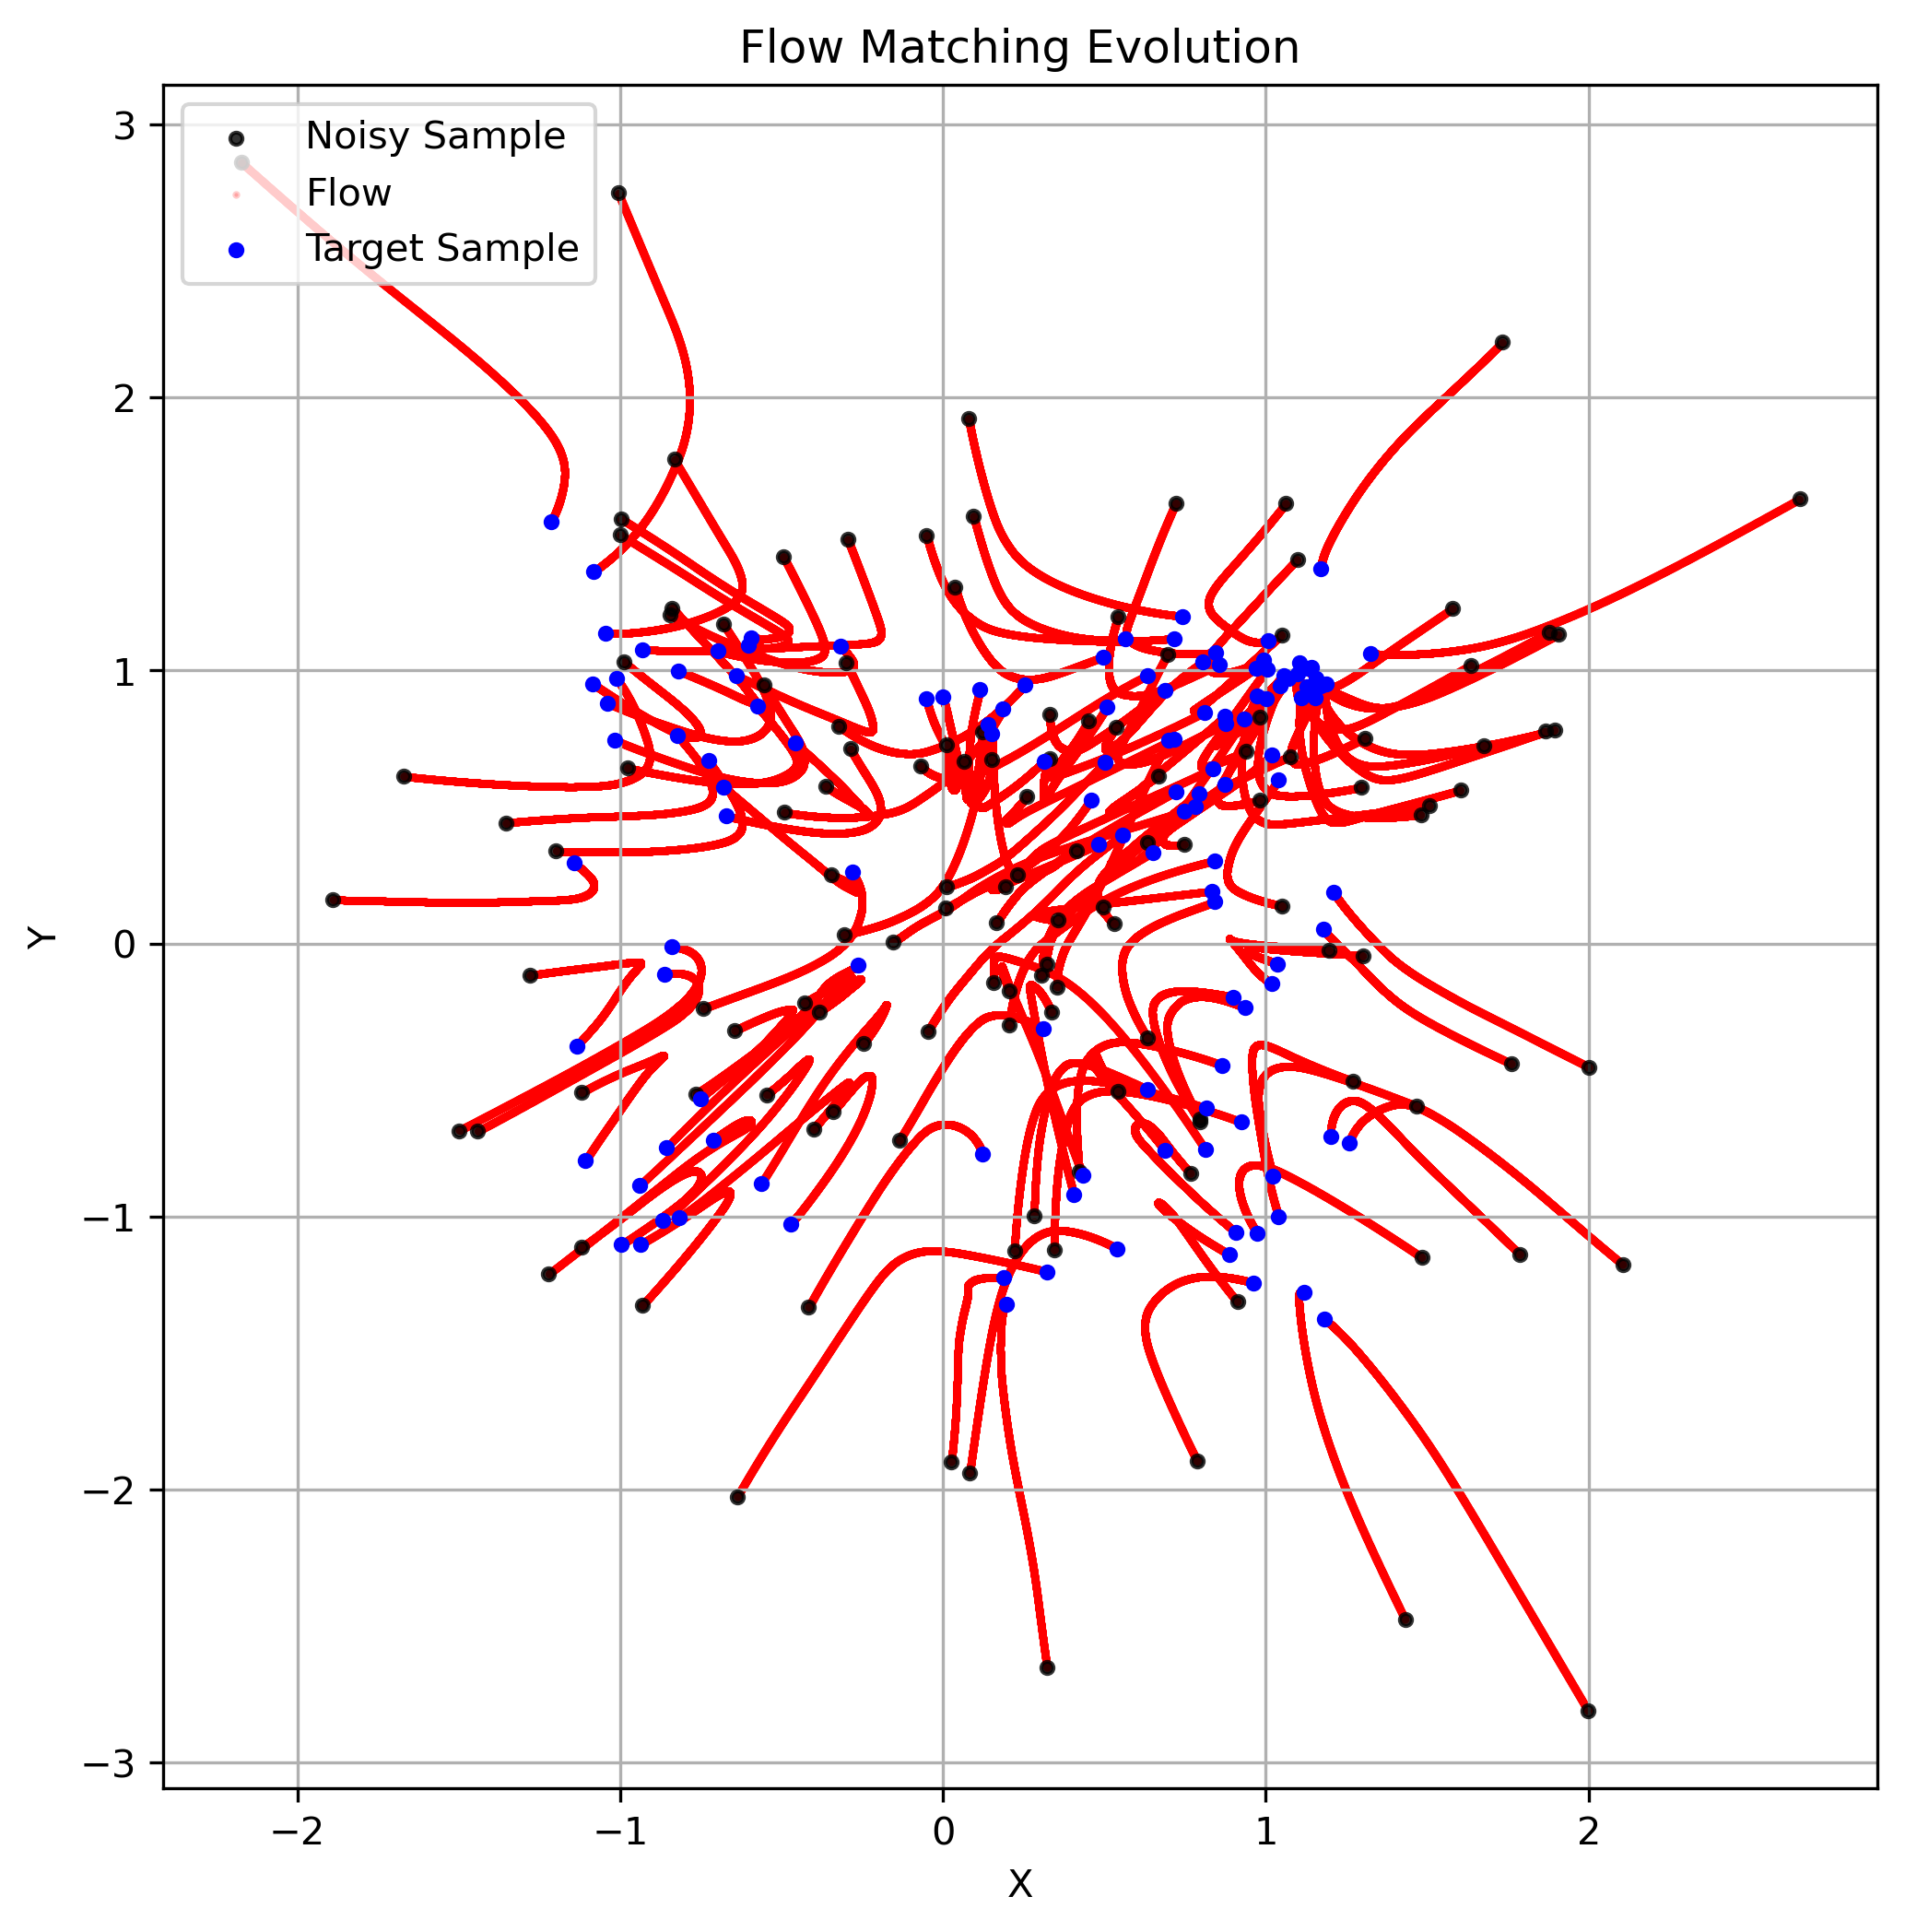 Flow Matching Evolution
Noisy Sample
Flow
Target Sample
3
2
1
0
−1
−2
−3
Y
−2
−1
0
1
2
X